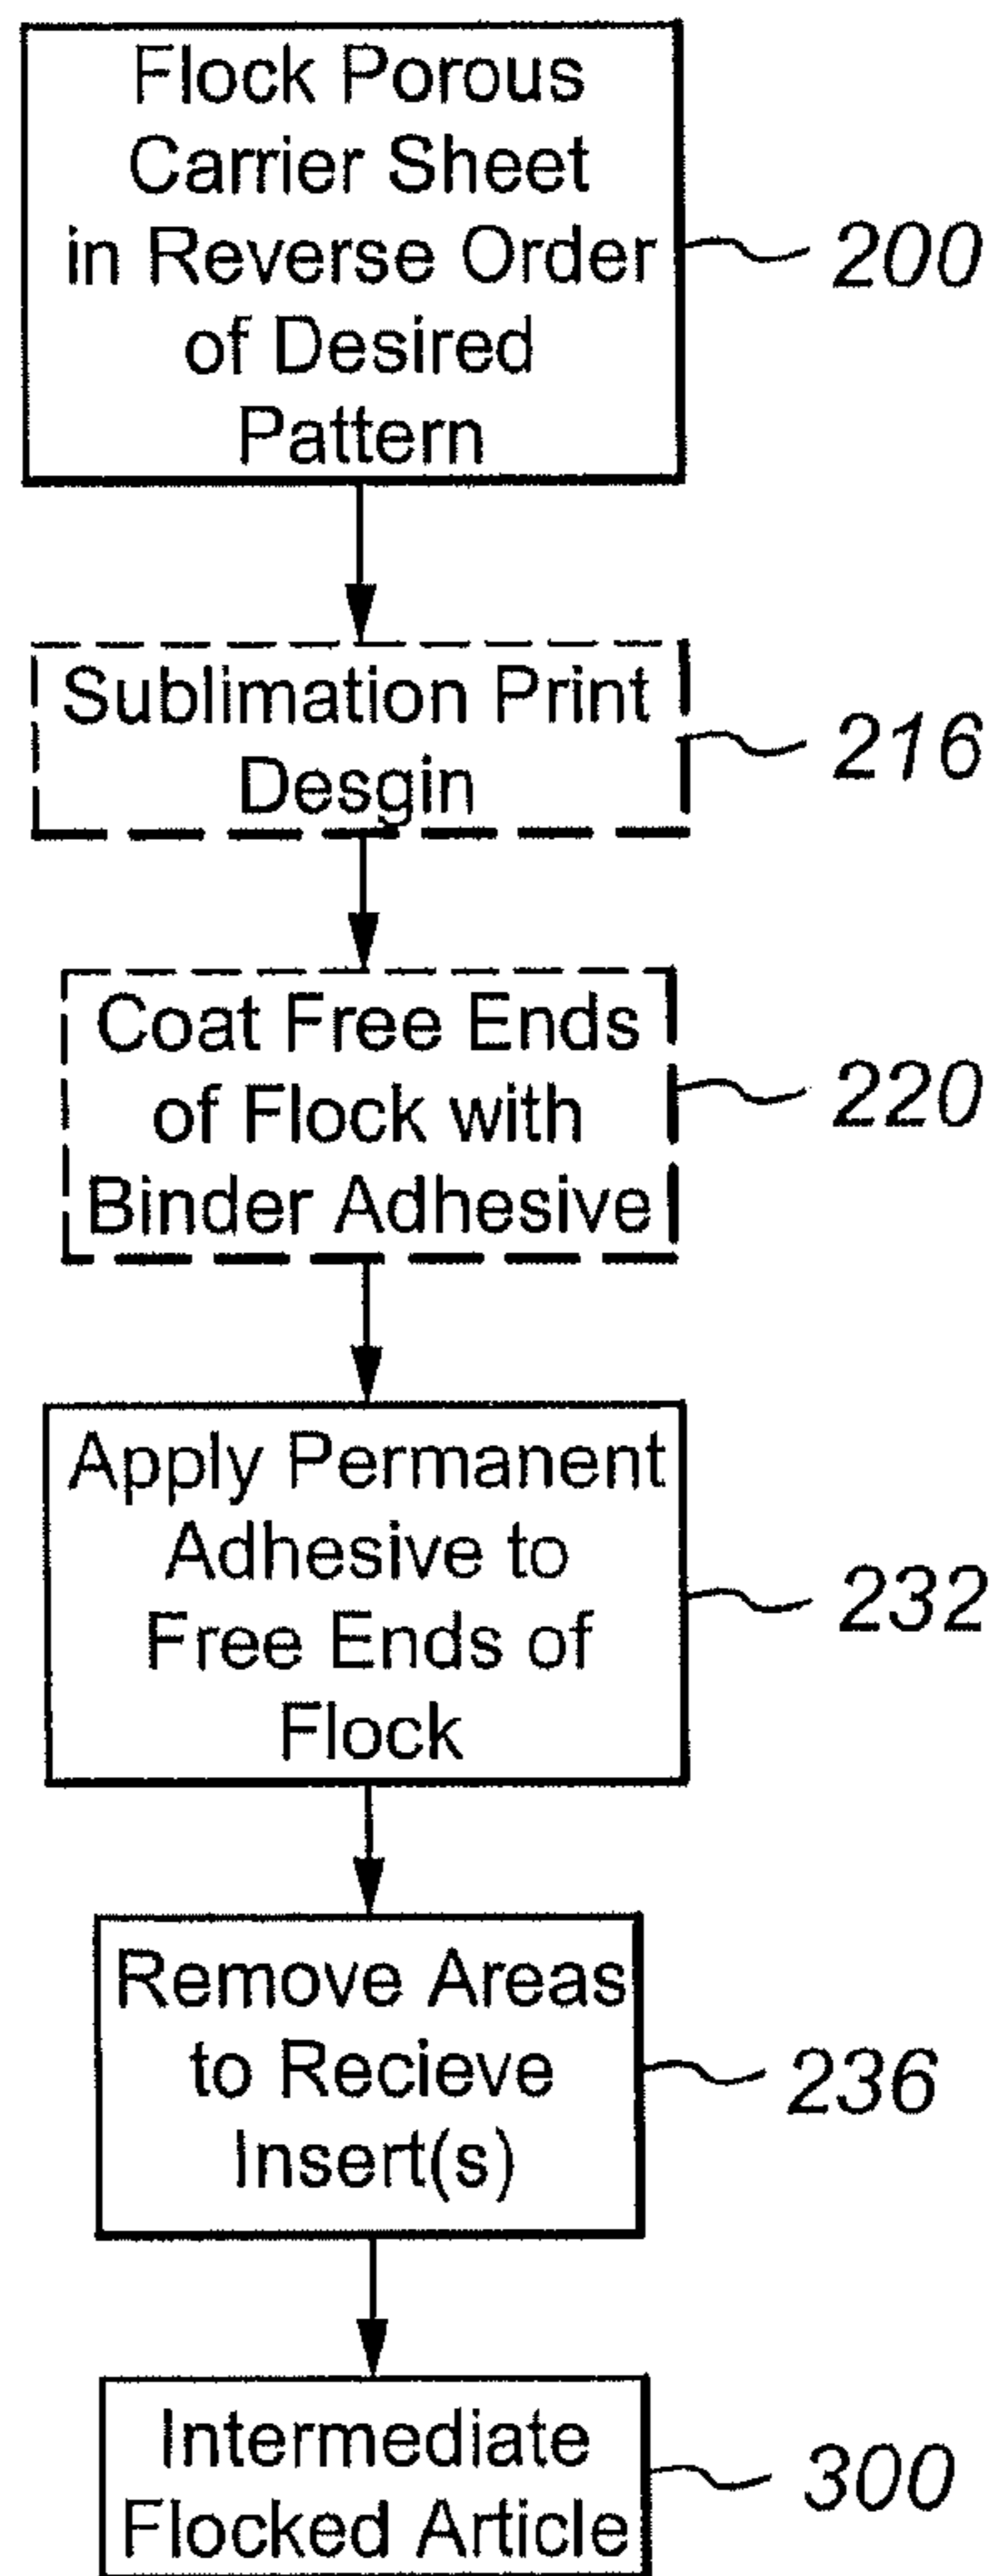 Flock Porous
Carrier Sheet
in Reverse Order
of Desired
Pattern
200
Sublimation Print
Desgin
216
Coat Free Ends
of Flock with
Binder Adhesive
220
Apply Permanent
Adhesive to
Free Ends of
Flock
232
Remove Areas
to Recieve
Insert(s)
236
Intermediate
Flocked Article
300